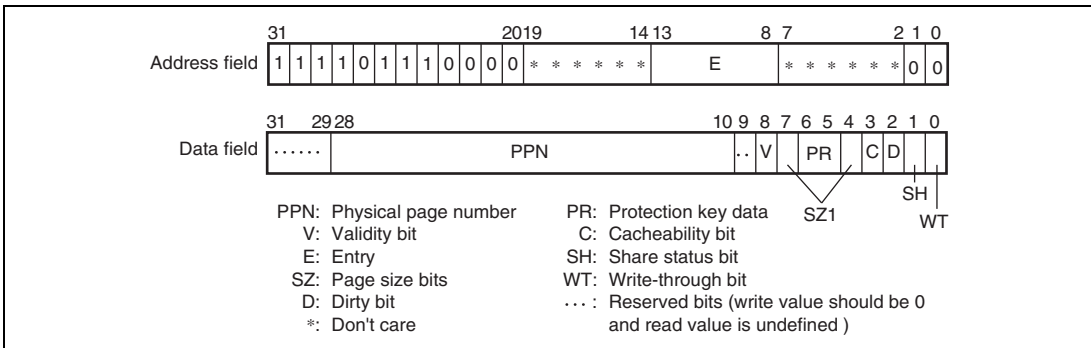 31 2019 14 13 8 7 2 1 0
Address field 1 1 1 1 0 1 1 1 0 0 0 0 * * * * * * E * * * * * * 0 0
31 29 28 10 9 8 7 6 5 4 3 2 1 0
Data field ...... PPN .. V PR C D
SZ1 SH WT
PPN: Physical page number
V: Validity bit
E: Entry
SZ: Page size bits
D: Dirty bit
*: Don't care
PR: Protection key data
C: Cacheability bit
SH: Share status bit
WT: Write-through bit
...: Reserved bits (write value should be 0
and read value is undefined )